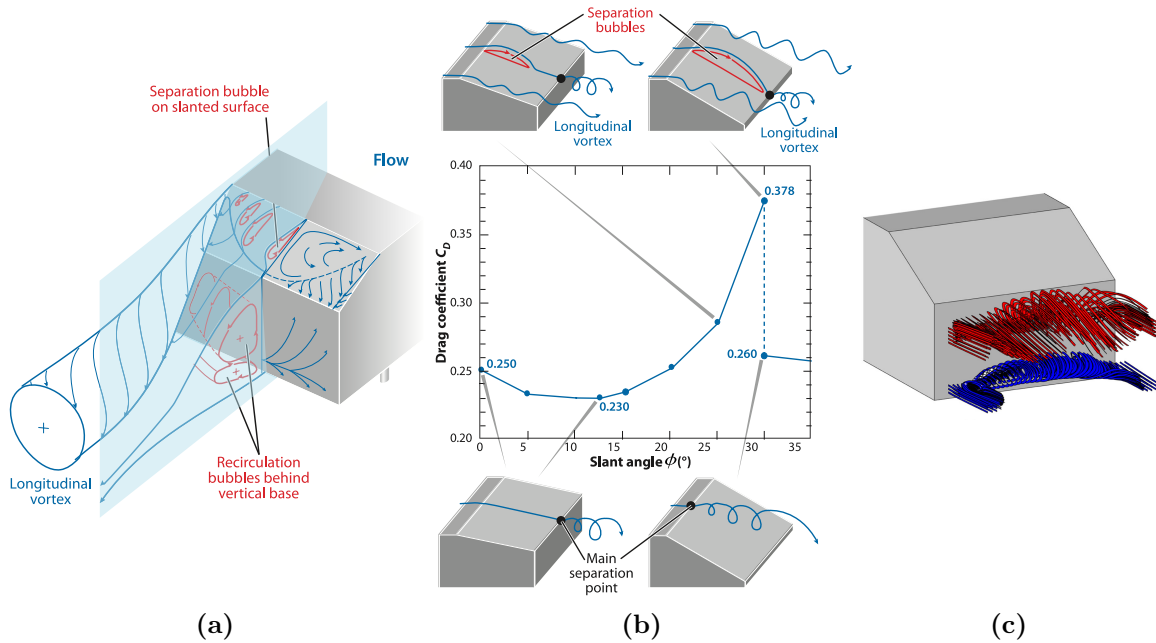 Separation bubble
on slanted surface
Flow
Recirculation
bubbles behind
vertical base
Longitudinal
vortex
(a)
Separation
bubbles
Longitudinal
vortex
Longitudinal
vortex
Drag coefficient C_D
0.40
0.35
0.30
0.25
0.20
0.378
0.250
0.260
0.230
0
5
10
15
20
25
30
35
Slant angle ϕ(°)
Main
separation
point
(b)
(c)